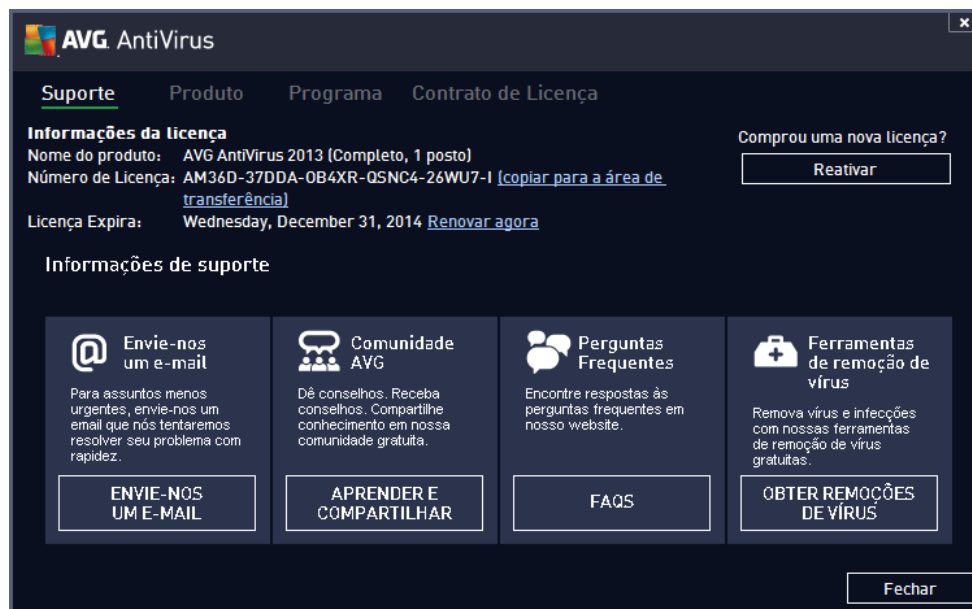 AVG. AntiVirus
x
Suporte Produto Programa Contrato de Licença
Informações da licença
Nome do produto: AVG AntiVirus 2013 (Completo, 1 posto)
Número de Licença: AM36D-37DDA-0B4XR-QSNC4-26WU7-I (copiar para a área de
transferência)
Licença Expira: Wednesday, December 31, 2014 Renovar agora
Comprou uma nova licença?
Reativar
Informações de suporte
Envie-nos
um e-mail
Para assuntos menos
urgentes, envie-nos um
email que nós tentaremos
resolver seu problema com
rapidez.
ENVIE-NOS
UM E-MAIL
Comunidade
AVG
Dê conselhos. Receba
conselhos. Compartilhe
conhecimento em nossa
comunidade gratuita.
APRENDER E
COMPARTILHAR
Perguntas
Frequentes
Encontre respostas às
perguntas frequentes em
nosso website.
FAQS
Ferramentas
de remoção de
vírus
Remova vírus e infecções
com nossas ferramentas
de remoção de vírus
gratuitas.
OBTER REMOÇÕES
DE VÍRUS
Fechar